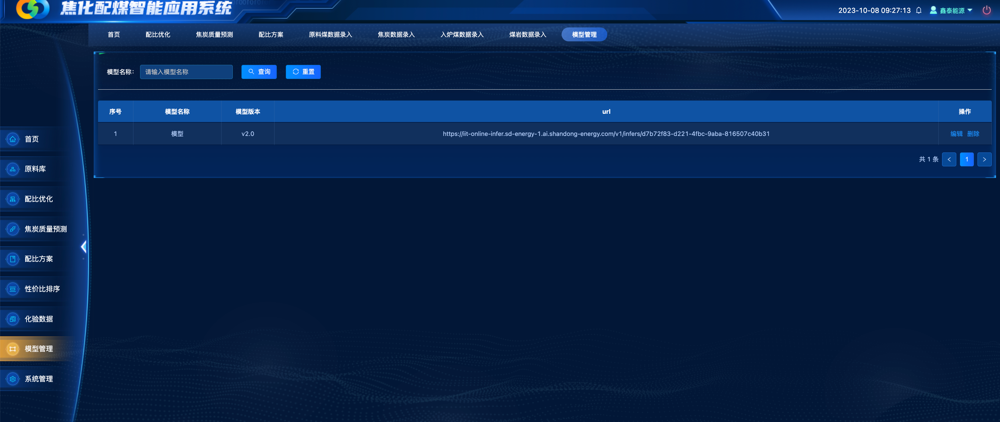 焦化配煤智能应用系统
2023-10-08 09:27:13 鑫泰能源
首页 配比优化 焦炭质量预测 配比方案 原料煤数据录入 焦炭数据录入 入炉煤数据录入 煤岩数据录入 模型管理
模型名称: 请输入模型名称 查询 重置
序号 模型名称 模型版本 url 操作
1 模型 v2.0 https://iit-online-infer.sd-energy-1.ai.shandong-energy.com/v1/infers/d7b72f83-d221-4fbc-9aba-816507c40b31 编辑 删除
共 1 条 < 1 >
首页
原料库
配比优化
焦炭质量预测
配比方案
性价比排序
化验数据
模型管理
系统管理